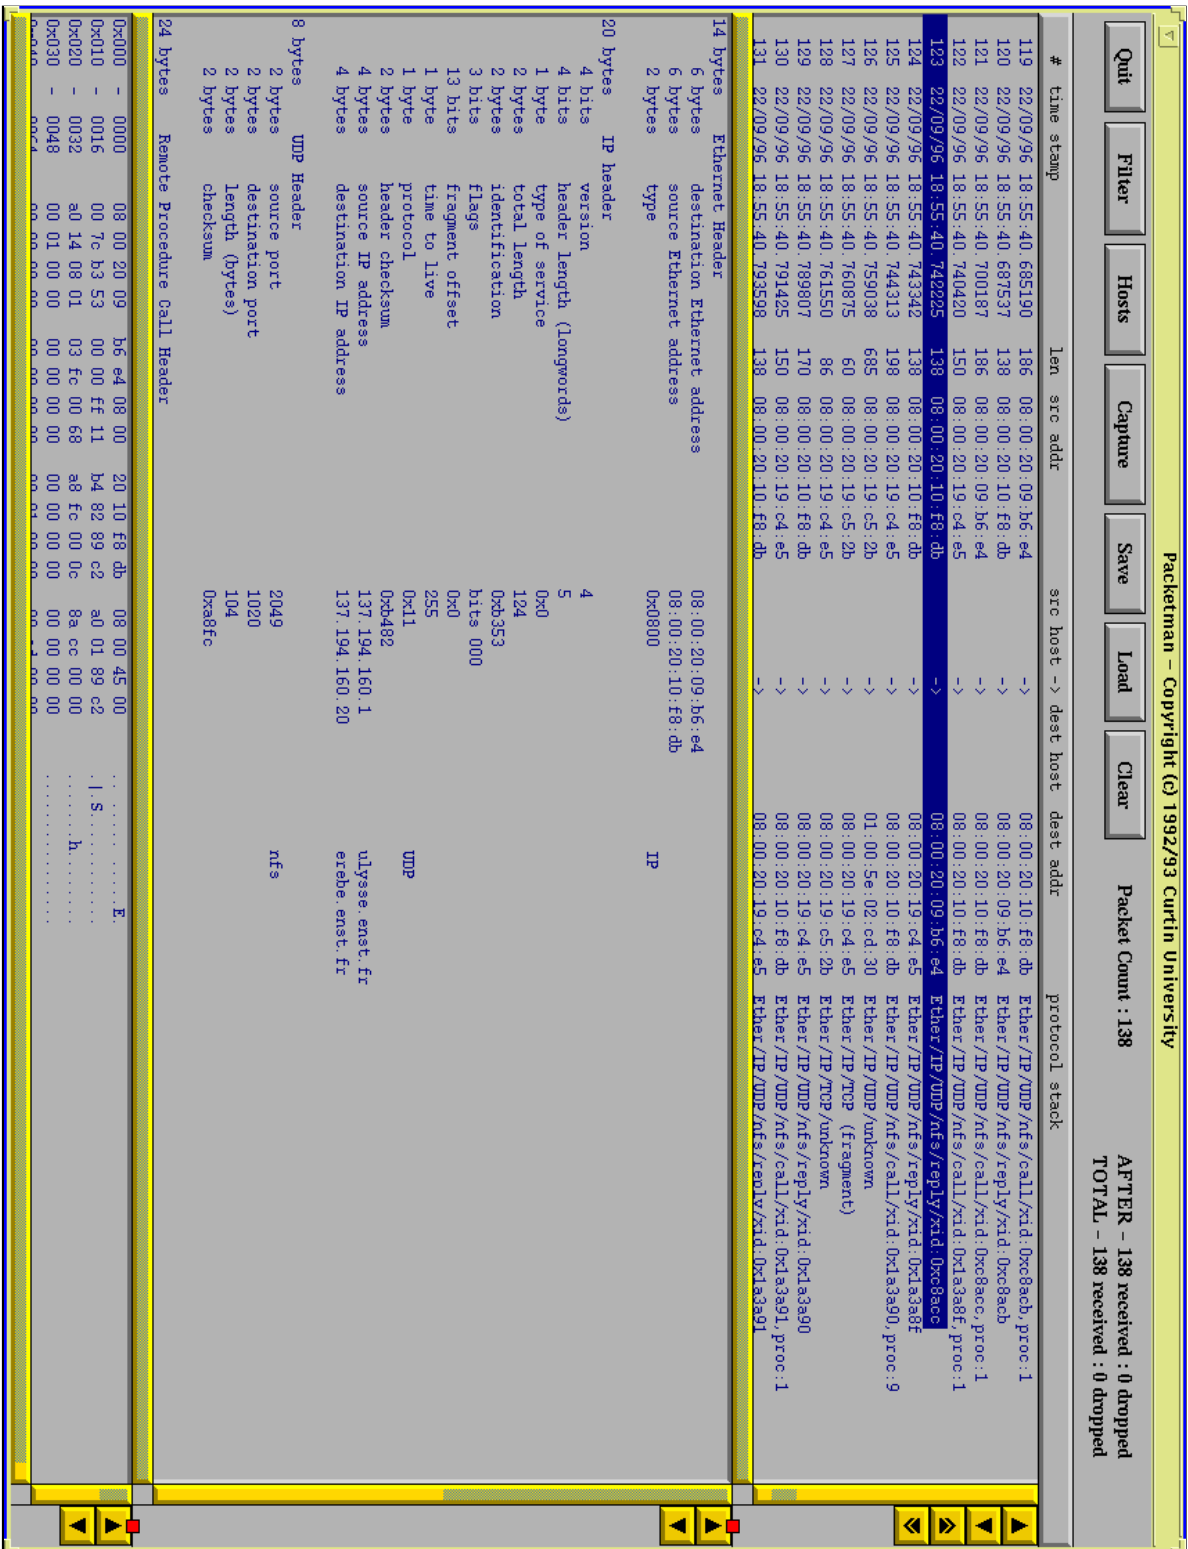 Packetman – Copyright (c) 1992/93 Curtin University
Quit Filter Hosts Capture Save Load Clear Packet Count : 138 AFTER – 138 received : 0 dropped
TOTAL – 138 received : 0 dropped
# time stamp len src addr src host -> dest host dest addr protocol stack
119 22/09/96 18:55:40.685190 186 08:00:20:09:b6:e4 -> 08:00:20:10:f8:db Ether/IP/UDP/nfs/call/xid:0xc8acb,proc:1
120 22/09/96 18:55:40.687537 138 08:00:20:10:f8:db -> 08:00:20:09:b6:e4 Ether/IP/UDP/nfs/reply/xid:0xc8acb
121 22/09/96 18:55:40.700187 186 08:00:20:09:b6:e4 -> 08:00:20:10:f8:db Ether/IP/UDP/nfs/call/xid:0xc8acc,proc:1
122 22/09/96 18:55:40.740420 150 08:00:20:19:c4:e5 -> 08:00:20:10:f8:db Ether/IP/UDP/nfs/call/xid:0x1a3a8f,proc:1
123 22/09/96 18:55:40.742225 138 08:00:20:10:f8:db -> 08:00:20:09:b6:e4 Ether/IP/UDP/nfs/reply/xid:0xc8acc
124 22/09/96 18:55:40.743342 138 08:00:20:10:f8:db -> 08:00:20:19:c4:e5 Ether/IP/UDP/nfs/reply/xid:0x1a3a8f
125 22/09/96 18:55:40.744313 198 08:00:20:19:c4:e5 -> 08:00:20:10:f8:db Ether/IP/UDP/nfs/call/xid:0x1a3a90,proc:9
126 22/09/96 18:55:40.759038 685 08:00:20:19:c5:2b -> 01:00:5e:02:cd:30 Ether/IP/UDP/unknown
127 22/09/96 18:55:40.760875 60 08:00:20:19:c5:2b -> 08:00:20:19:c4:e5 Ether/IP/TCP (fragment)
128 22/09/96 18:55:40.761550 86 08:00:20:19:c4:e5 -> 08:00:20:19:c5:2b Ether/IP/TCP/unknown
129 22/09/96 18:55:40.789807 170 08:00:20:10:f8:db -> 08:00:20:19:c4:e5 Ether/IP/UDP/nfs/reply/xid:0x1a3a90
130 22/09/96 18:55:40.791425 150 08:00:20:19:c4:e5 -> 08:00:20:10:f8:db Ether/IP/UDP/nfs/call/xid:0x1a3a91,proc:1
131 22/09/96 18:55:40.793598 138 08:00:20:10:f8:db -> 08:00:20:19:c4:e5 Ether/IP/UDP/nfs/reply/xid:0x1a3a91
14 bytes Ethernet Header
6 bytes destination Ethernet address 08:00:20:09:b6:e4
6 bytes source Ethernet address 08:00:20:10:f8:db
2 bytes type 0x0800 IP
20 bytes IP header
4 bits version 4
4 bits header length (longwords) 5
1 byte type of service 0x0
2 bytes total length 124
2 bytes identification 0xb353
3 bits flags bits 000
13 bits fragment offset 0x0
1 byte time to live 255
1 byte protocol 0x11 UDP
2 bytes header checksum 0xb482
4 bytes source IP address 137.194.160.1 ulysse.enst.fr
4 bytes destination IP address 137.194.160.20 erebe.enst.fr
8 bytes UDP Header
2 bytes source port 2049 nfs
2 bytes destination port 1020
2 bytes length (bytes) 104
2 bytes checksum 0xa8fc
24 bytes Remote Procedure Call Header
0x000 - 0000 08 00 20 09 b6 e4 08 00 20 10 f8 db 08 00 45 00 .. ....... ......E.
0x010 - 0016 00 7c b3 53 00 00 ff 11 b4 82 89 c2 a0 01 89 c2 .|.S............
0x020 - 0032 a0 14 08 01 03 fc 00 68 a8 fc 00 0c 8a cc 00 00 .......h........
0x030 - 0048 00 01 00 00 00 00 00 00 00 00 00 00 00 00 00 00 ................